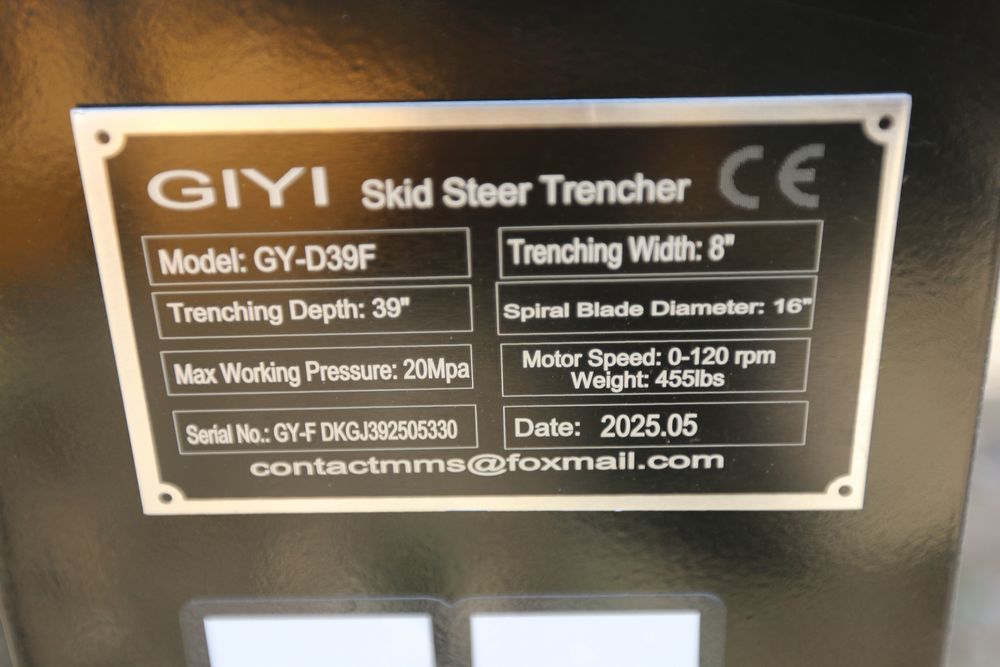 GIYI Skid Steer Trencher CE
Model: GY-D39F
Trenching Width: 8"
Trenching Depth: 39"
Spiral Blade Diameter: 16"
Max Working Pressure: 20Mpa
Motor Speed: 0-120 rpm
Weight: 455lbs
Serial No.: GY-F DKGJ392505330
Date: 2025.05
contactmms@foxmail.com